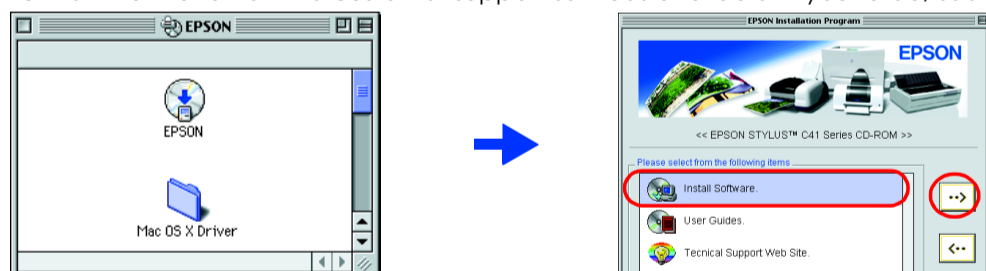 EPSON
EPSON
Mac OS X Driver
EPSON Installation Program
EPSON
<< EPSON STYLUS™ C41 Series CD-ROM >>
Please select from the following items
Install Software.
User Guides.
Tecnical Support Web Site.